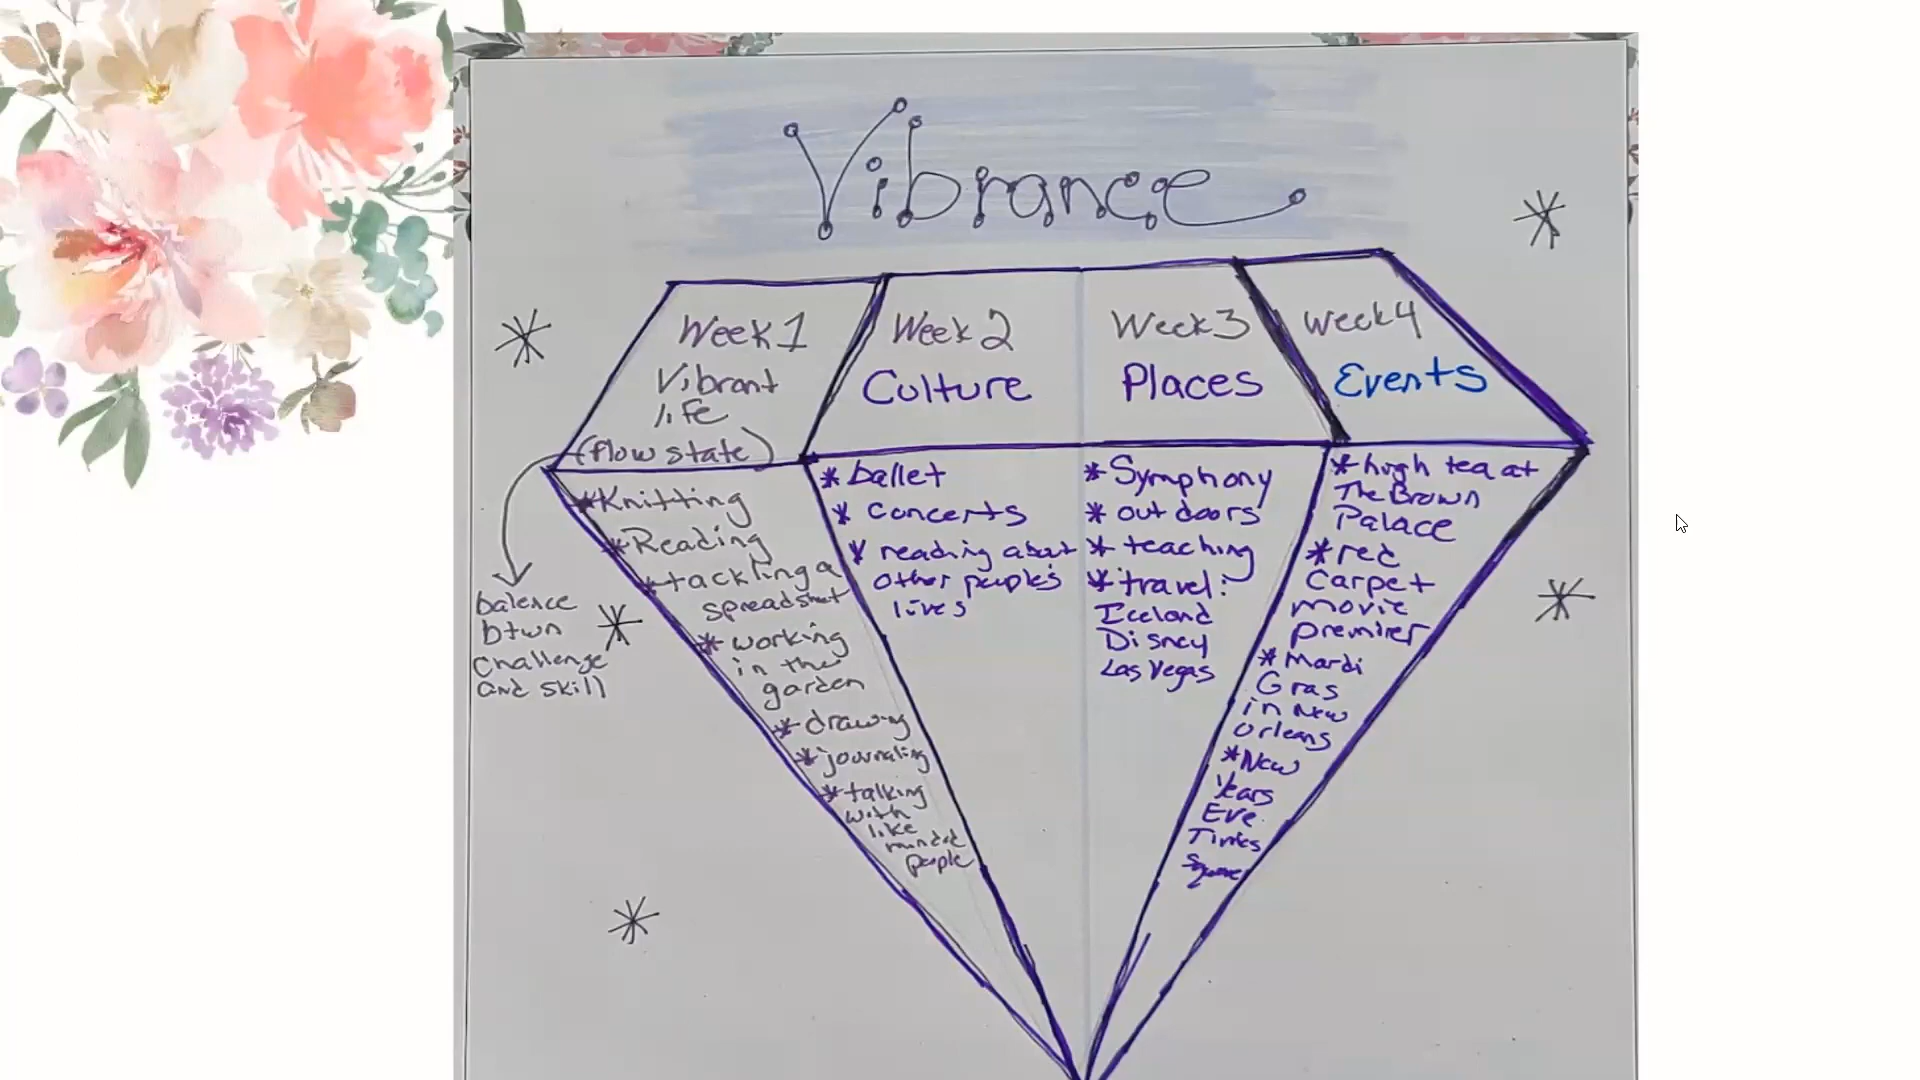 Vibrance
Week 1
Vibrant
life
(flow state)
balence
btwn
challenge
and skill
*Knitting
*Reading
*tackling a
spreadsheet
*working
in the
garden
*drawing
*journaling
*talking
with
like
minded
people
Week 2
Culture
*ballet
*concerts
*reading about
other people's
lives
Week 3
Places
*Symphony
*outdoors
*teaching
*travel:
Iceland
Disney
Las Vegas
Week 4
Events
*high tea at
The Brown
Palace
*red
carpet
movie
premirer
*Mardi
Gras
in New
Orleans
*New
Years
Eve
Times
Square